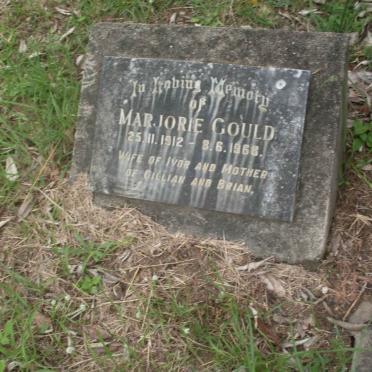 In Loving Memory
of
MARJORIE GOULD
25.11.1912 - 8.6.1968.
WIFE OF IVOR AND MOTHER
OF GILLIAN AND BRIAN.